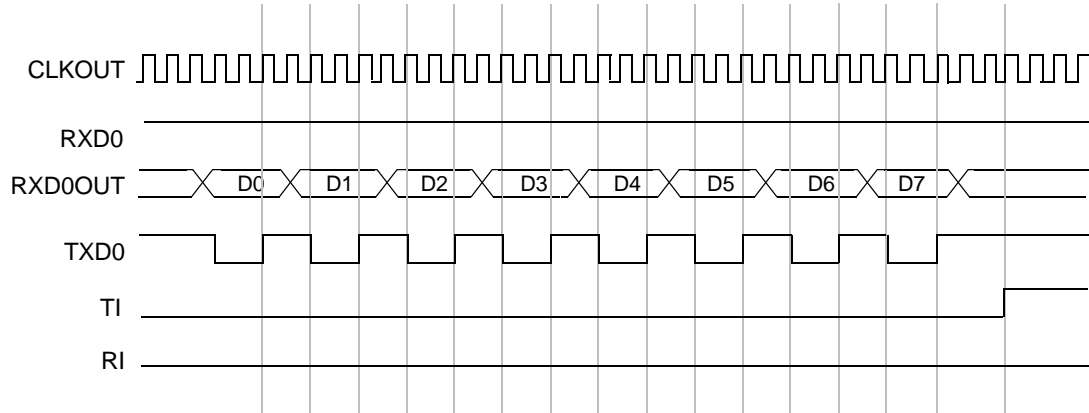 CLKOUT
RXD0
RXD0OUT D0 D1 D2 D3 D4 D5 D6 D7
TXD0
TI
RI